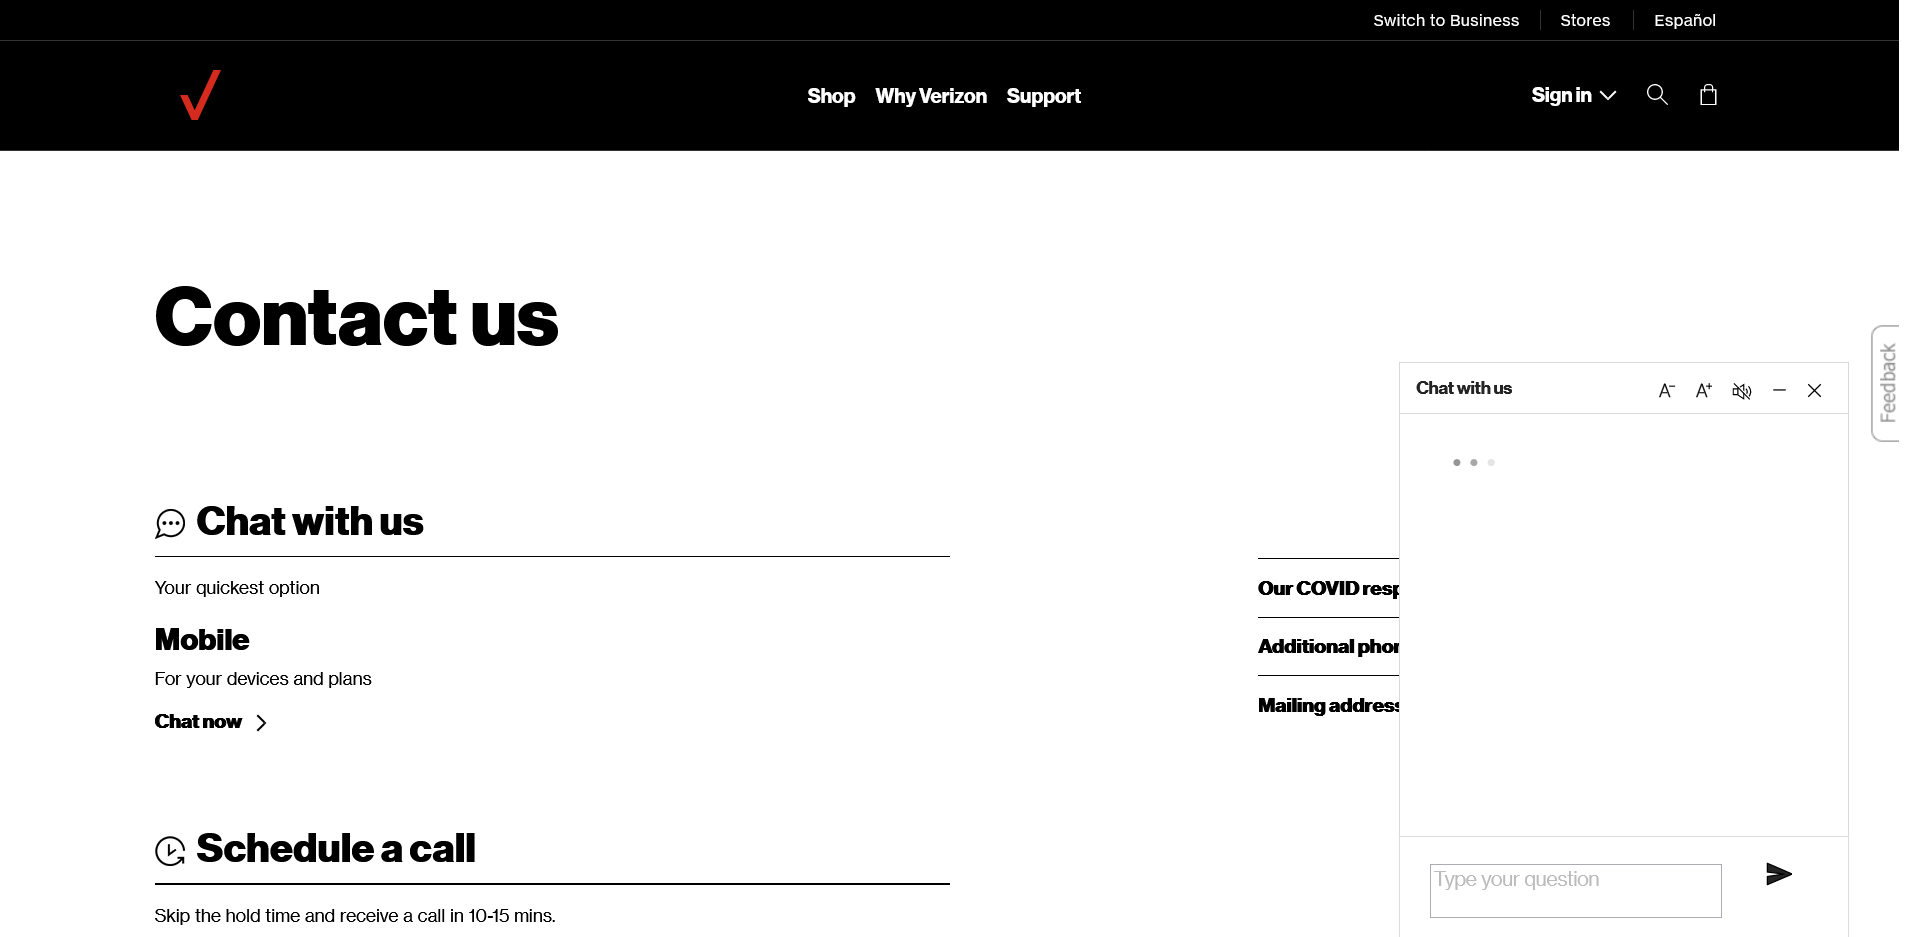 Switch to Business
Stores
Español
Shop
Why Verizon
Support
Sign in
Contact us
Feedback
Chat with us
A-
A+
Chat with us
Your quickest option
Our COVID resp
Mobile
Additional phon
For your devices and plans
Mailing address
Chat now
Schedule a call
Type your question
Skip the hold time and receive a call in 10-15 mins.